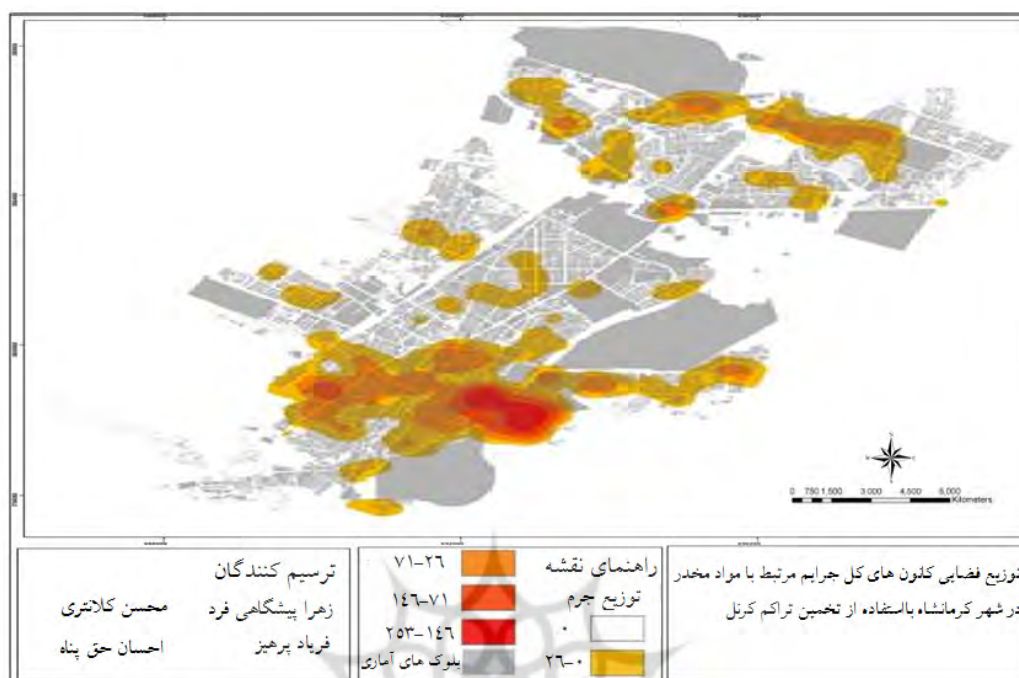 N
W
E
S
0 750 1,500 3,000 4,500 6,000
Kilometers
توزیع فضایی کانون های کل جرایم مرتبط با مواد مخدر
در شهر کرمانشاه بااستفاده از تخمین تراکم کرنل
راهنمای نقشه
توزیع جرم
۰
۲۶-۰
۷۱-۲۶
۱۴۶-۷۱
۲۵۳-۱۴۶
بلوک های آماری
ترسیم کنندگان
زهرا پیشگاهی فرد
محسن کلانتری
فریاد پرهیز
احسان حق پناه